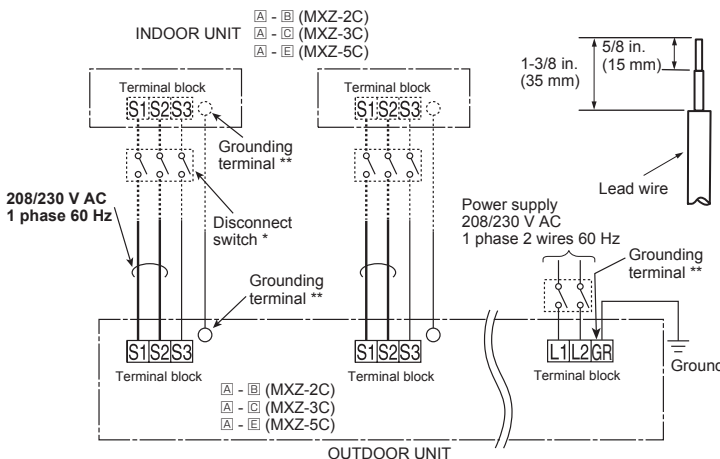 INDOOR UNIT
A - B (MXZ-2C)
A - C (MXZ-3C)
A - E (MXZ-5C)
Terminal block
S1 S2 S3
Grounding
terminal **
Disconnect
switch *
208/230 V AC
1 phase 60 Hz
Grounding
terminal **
S1 S2 S3
Terminal block
Terminal block
S1 S2 S3
S1 S2 S3
Terminal block
A - B (MXZ-2C)
A - C (MXZ-3C)
A - E (MXZ-5C)
5/8 in.
(15 mm)
1-3/8 in.
(35 mm)
Lead wire
Power supply
208/230 V AC
1 phase 2 wires 60 Hz
Grounding
terminal **
L1 L2 GR
Terminal block
Ground
OUTDOOR UNIT